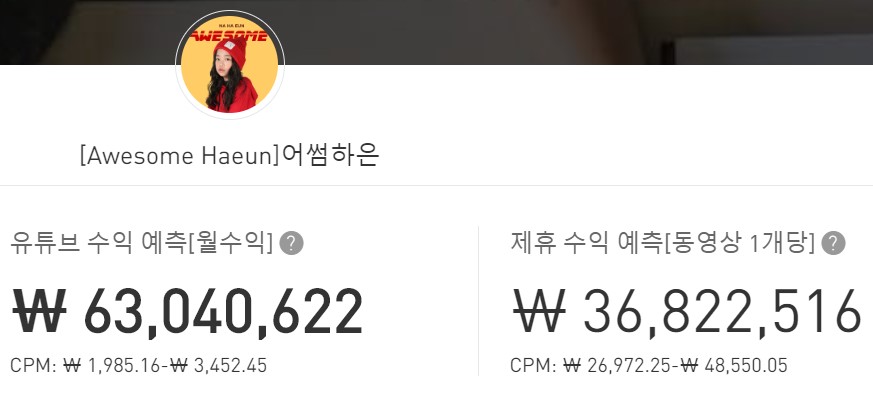 NA HA EUN
AWESOME
[Awesome Haeun]어썸하은
유튜브 수익 예측[월수익] ?
₩ 63,040,622
CPM: ₩ 1,985.16-₩ 3,452.45
제휴 수익 예측[동영상 1개당] ?
₩ 36,822,516
CPM: ₩ 26,972.25-₩ 48,550.05